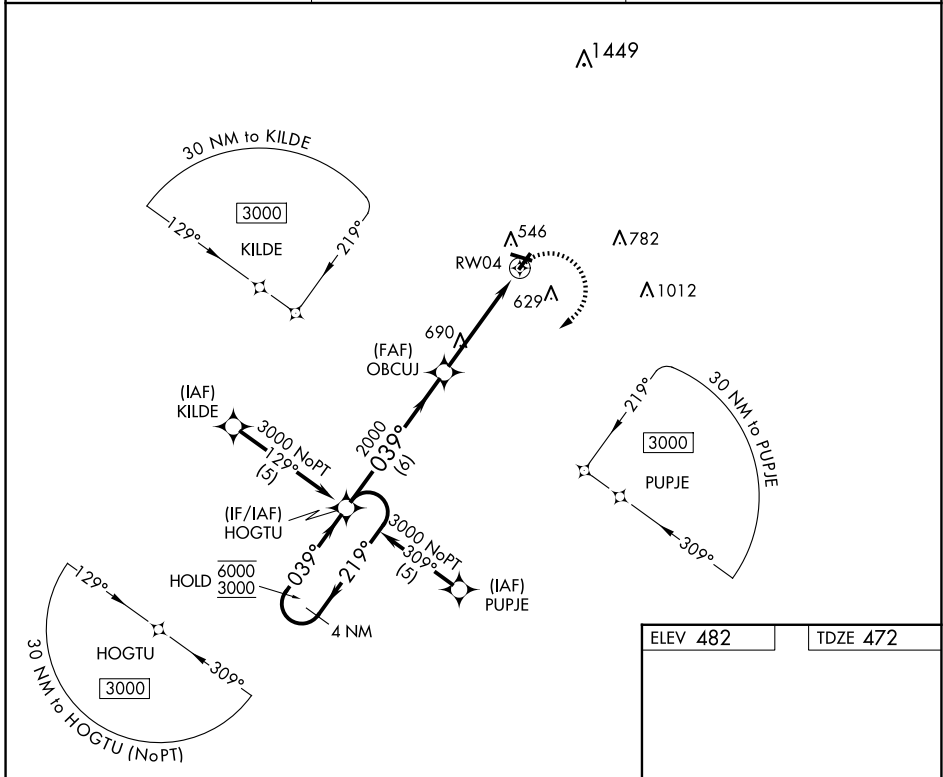 1449
30 NM to KILDE
3000
129°
219°
KILDE
546
782
RW04
629
1012
690
(FAF)
OBCUJ
(IAF)
KILDE
3000 NoPT
129°
(5)
2000
039°
(6)
30 NM to PUPJE
219°
3000
PUPJE
309°
(IF/IAF)
HOGTU
3000 NoPT
309°
(5)
039°
219°
HOLD
6000
3000
(IAF)
PUPJE
4 NM
129°
HOGTU
309°
3000
30 NM to HOGTU (NoPT)
ELEV 482
TDZE 472